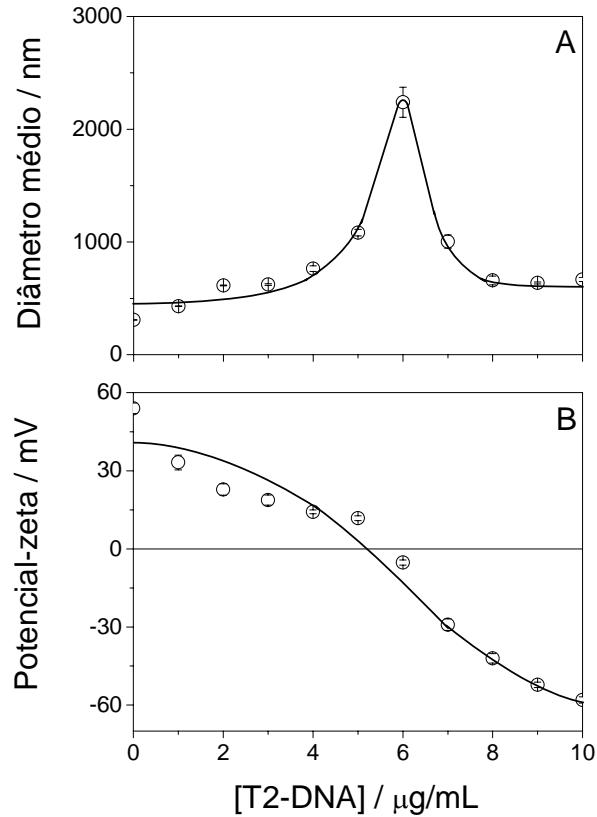 3000
A
2000
Diâmetro médio / nm
1000
0
60
B
30
Potencial-zeta / mV
0
-30
-60
0 2 4 6 8 10
[T2-DNA] / μg/mL